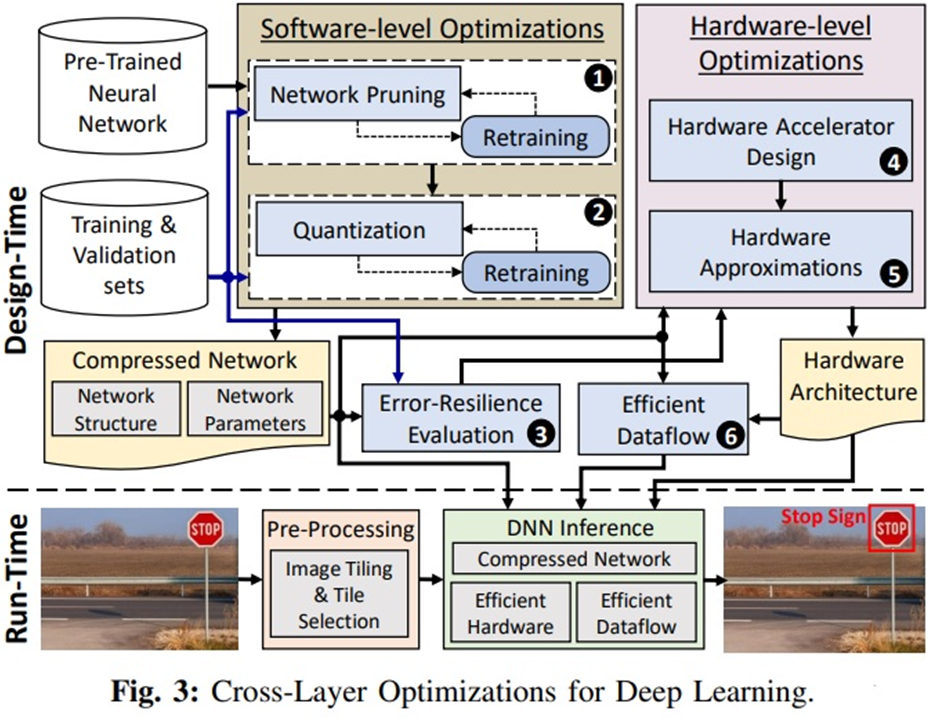 Design-Time
Pre-Trained
Neural
Network
Training &
Validation
sets
Software-level Optimizations
1
Network Pruning
Retraining
2
Quantization
Retraining
Hardware-level
Optimizations
Hardware Accelerator
Design 4
Hardware
Approximations 5
Compressed Network
Network
Structure
Network
Parameters
Error-Resilience
Evaluation 3
Efficient
Dataflow 6
Hardware
Architecture
Run-Time
STOP
Pre-Processing
Image Tiling
& Tile
Selection
DNN Inference
Compressed Network
Efficient
Hardware
Efficient
Dataflow
Stop Sign
STOP
Fig. 3: Cross-Layer Optimizations for Deep Learning.